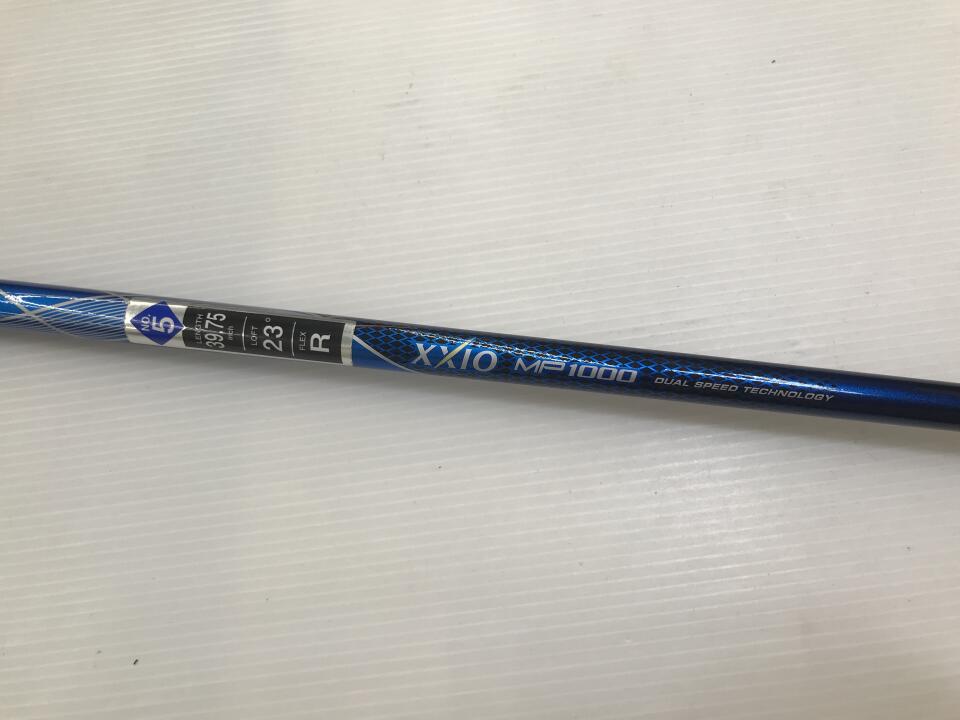 NO. 5
LENGTH
39.75
inch
LOFT
23°
FLEX
R
XXIO MP1000 DUAL SPEED TECHNOLOGY